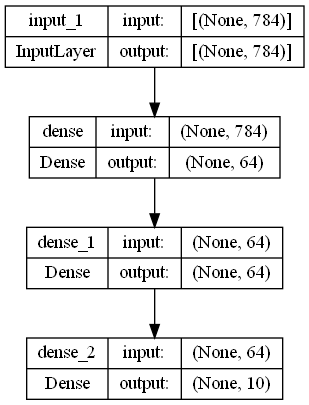 input_1 input: [(None, 784)]
InputLayer output: [(None, 784)]
dense input: (None, 784)
Dense output: (None, 64)
dense_1 input: (None, 64)
Dense output: (None, 64)
dense_2 input: (None, 64)
Dense output: (None, 10)